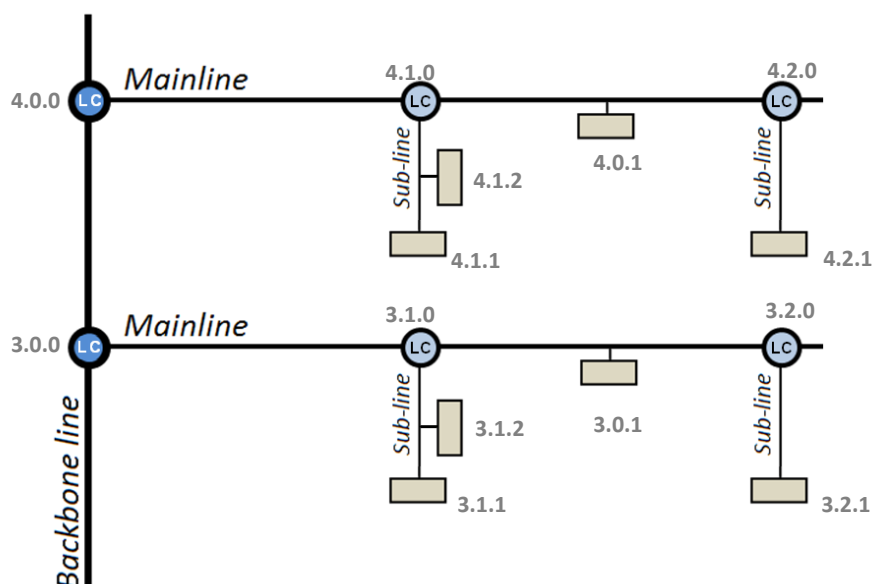 4.1.0
4.2.0
Mainline
4.0.0
LC
LC
LC
Sub-line
4.0.1
Sub-line
4.1.2
4.1.1
4.2.1
3.1.0
3.2.0
Mainline
3.0.0
LC
LC
LC
Sub-line
3.1.2
3.0.1
Sub-line
3.1.1
3.2.1
Backbone line